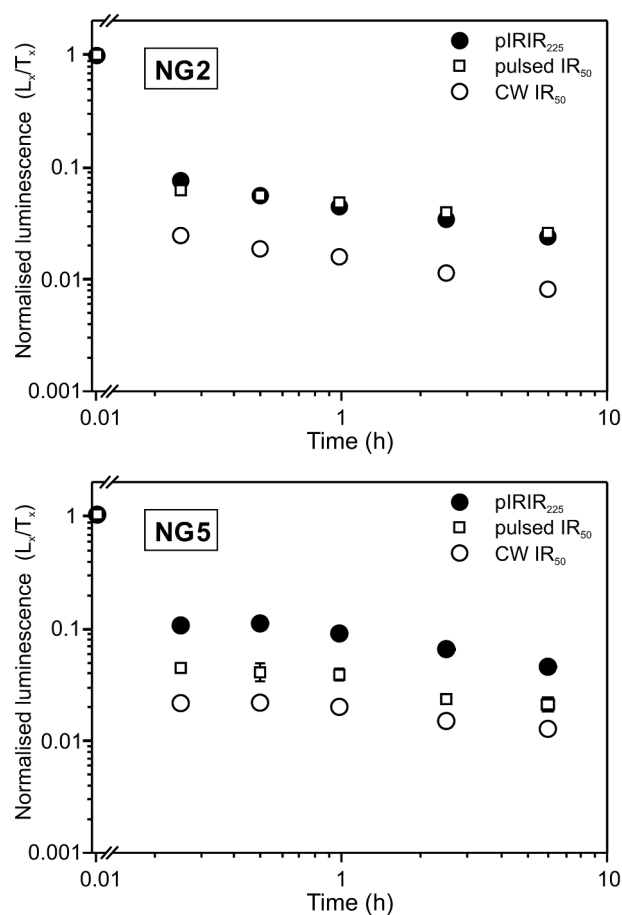 NG2
pIRIR₂₂₅
pulsed IR₅₀
CW IR₅₀
Normalised luminescence (Lₓ/Tₓ)
1
0.1
0.01
0.001
0.01 1 10
Time (h)
NG5
pIRIR₂₂₅
pulsed IR₅₀
CW IR₅₀
Normalised luminescence (Lₓ/Tₓ)
1
0.1
0.01
0.001
0.01 1 10
Time (h)